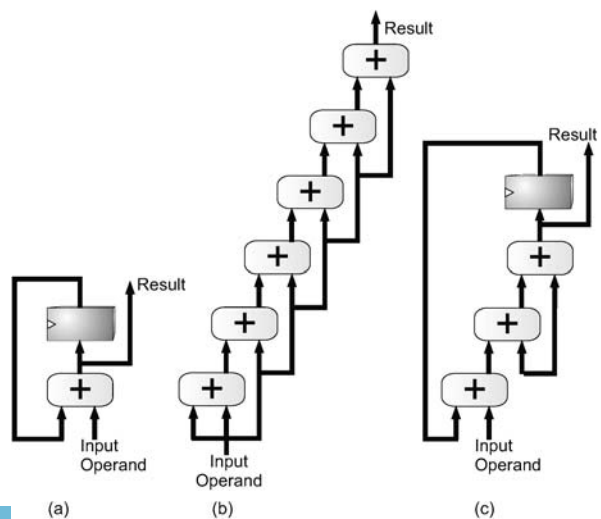 Result
+
+
+
+
+
+
Input
Operand
(b)
Result
+
Input
Operand
(a)
Result
+
+
+
Input
Operand
(c)